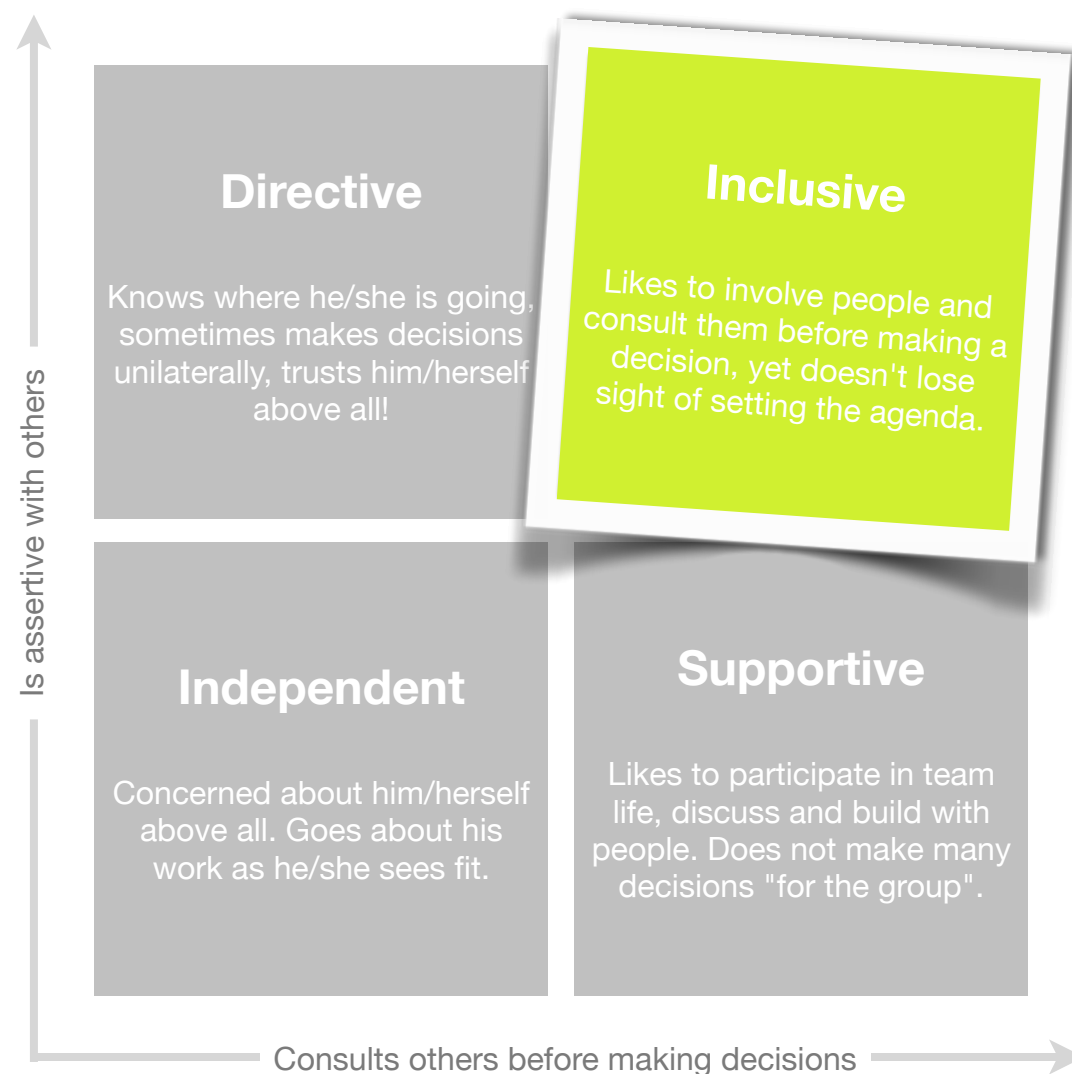 Directive
Knows where he/she is going,
sometimes makes decisions
unilaterally, trusts him/herself
above all!
Inclusive
Likes to involve people and
consult them before making a
decision, yet doesn't lose
sight of setting the agenda.
Is assertive with others
Independent
Concerned about him/herself
above all. Goes about his
work as he/she sees fit.
Supportive
Likes to participate in team
life, discuss and build with
people. Does not make many
decisions "for the group".
Consults others before making decisions